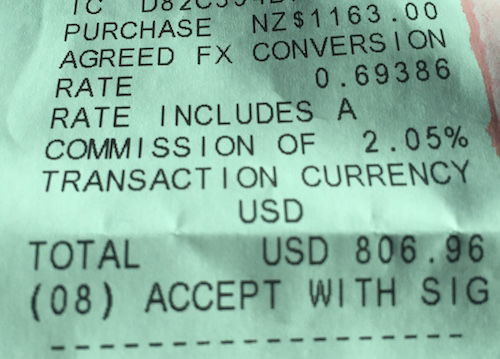 TC
PURCHASE NZ$1163.00
AGREED FX CONVERSION
RATE 0.69386
RATE INCLUDES A
COMMISSION OF 2.05%
TRANSACTION CURRENCY
USD
TOTAL USD 806.96
(08) ACCEPT WITH SIG
--------------------